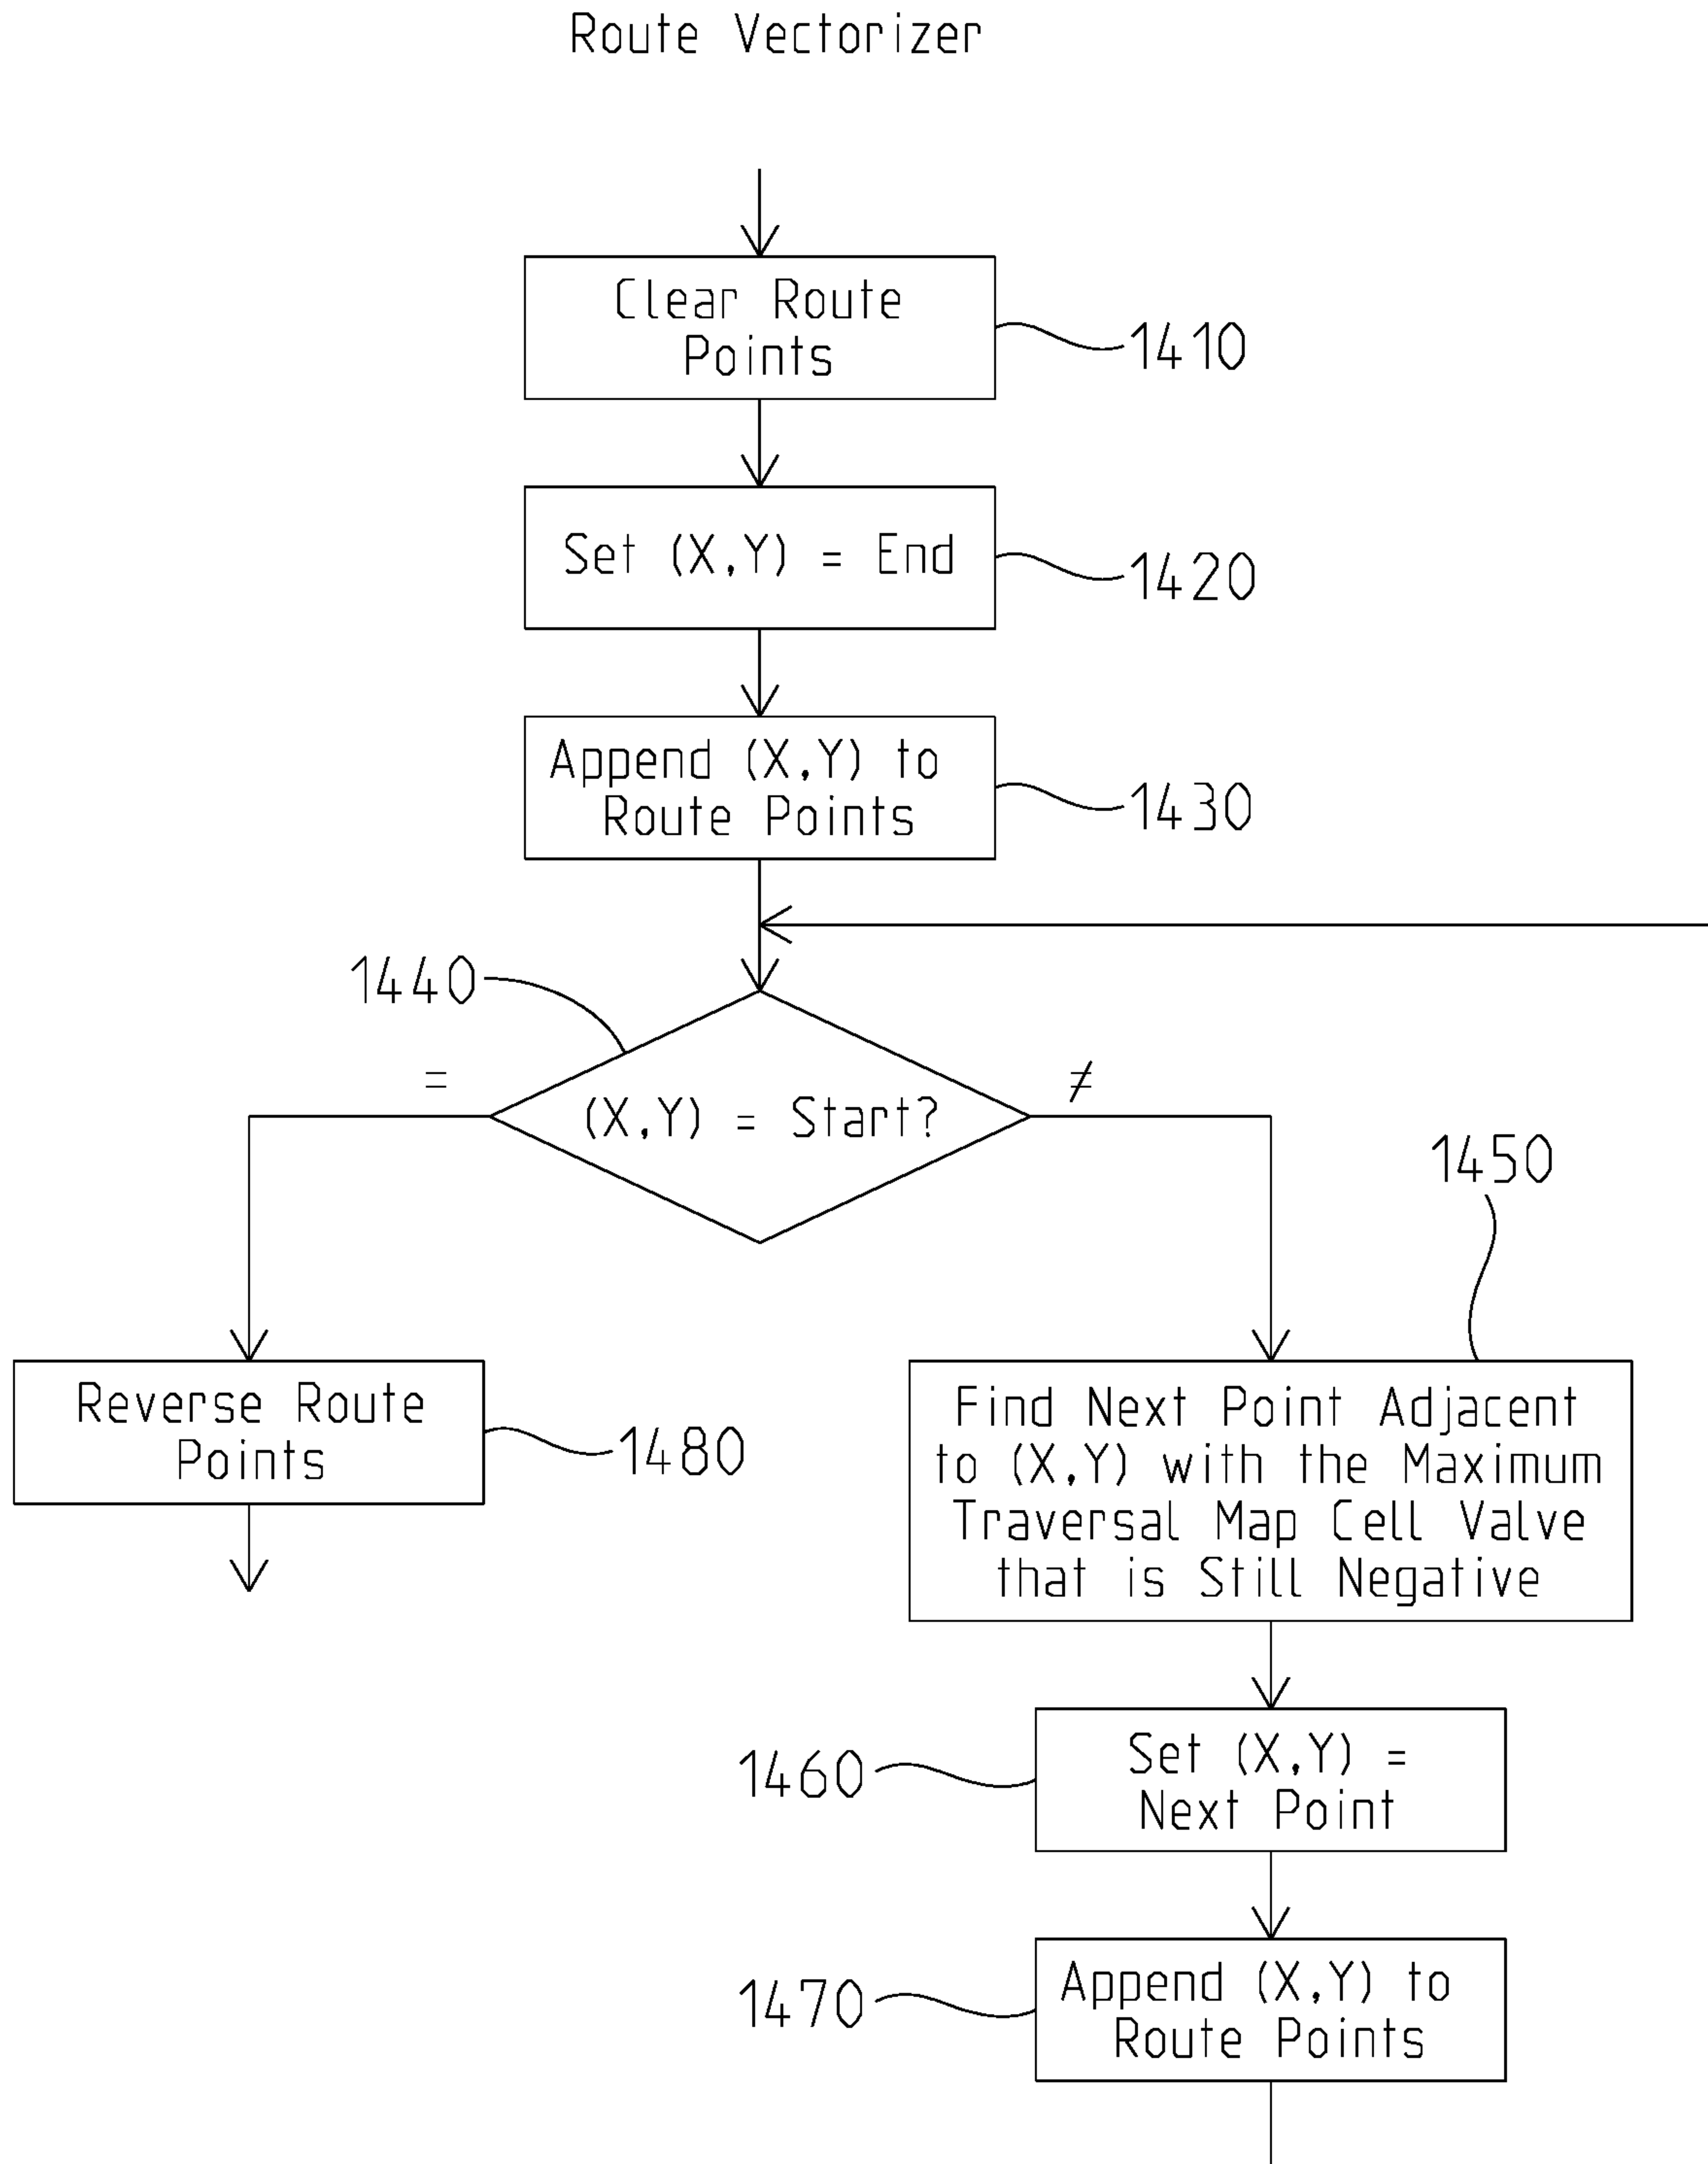 Route Vectorizer
Clear Route
Points
1410
Set (X,Y) = End
1420
Append (X,Y) to
Route Points
1430
1440
=
(X,Y) = Start?
≠
1450
Reverse Route
Points
1480
Find Next Point Adjacent
to (X,Y) with the Maximum
Traversal Map Cell Valve
that is Still Negative
1460
Set (X,Y) =
Next Point
1470
Append (X,Y) to
Route Points